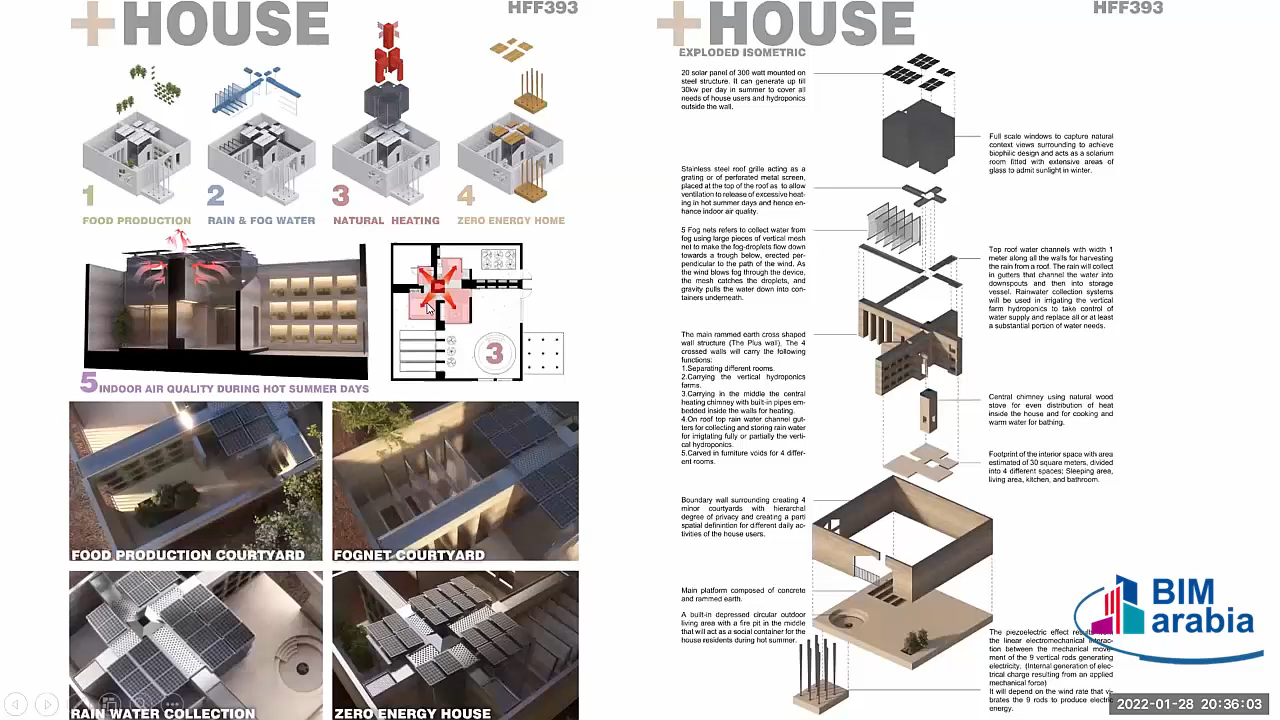 +HOUSE
HFF393
1
FOOD PRODUCTION
2
RAIN & FOG WATER
3
NATURAL HEATING
4
ZERO ENERGY HOME
3
5 INDOOR AIR QUALITY DURING HOT SUMMER DAYS
FOOD PRODUCTION COURTYARD
FOGNET COURTYARD
RAIN WATER COLLECTION
ZERO ENERGY HOUSE
+HOUSE
HFF393
EXPLODED ISOMETRIC
20 solar panel of 300 watt mounted on
steel structure. It can generate up till
30kw per day in summer to cover all
needs of house users and hydroponics
outside the wall.
Stainless steel roof grille acting as a
grating or of perforated metal screen,
placed at the top of the roof as to allow
ventilation to release of excessive heat-
ing in hot summer days and hence en-
hance indoor air quality.
5 Fog nets refers to collect water from
fog using large pieces of vertical mesh
net to make the fog-droplets flow down
towards a trough below, erected per-
pendicular to the path of the wind. As
the wind blows fog through the device,
the mesh catches the droplets, and
gravity pulls the water down into con-
tainers underneath.
The main rammed earth cross shaped
wall structure (The Plus wall), The 4
crossed walls will carry the following
functions:
1.Separating different rooms.
2.Carrying the vertical hydroponics
farms.
3.Carrying in the middle the central
heating chimney with built-in pipes em-
bedded inside the walls for heating.
4.On roof top rain water channel gut-
ters for collecting and storing rain water
for irrigiating fully or partially the verti-
cal hydroponics.
5.Carved in furniture voids for 4 differ-
ent rooms.
Boundary wall surrounding creating 4
minor courtyards with hierarchal
degree of privacy and creating a parti
spatial definintion for different daily ac-
tivities of the house users.
Main platform composed of concrete
and rammed earth.
A built-in depressed circular outdoor
living area with a fire pit in the middle
that will act as a social container for the
house residents during hot summer.
Full scale windows to capture natural
context views surrounding to achieve
biophilic design and acts as a solarium
room fitted with extensive areas of
glass to admit sunlight in winter.
Top roof water channels with width 1
meter along all the walls for harvesting
the rain from a roof. The rain will collect
in gutters that channel the water into
downspouts and then into storage
vessel. Rainwater collection systems
will be used in irrigating the vertical
farm hydroponics to take control of
water supply and replace all or at least
a substantial portion of water needs.
Central chimney using natural wood
stove for even distribution of heat
inside the house and for cooking and
warm water for bathing.
Footprint of the interior space with area
estimated of 30 square meters, divided
into 4 different spaces; Sleeping area,
living area, kitchen, and bathroom.
The piezoelectric effect results
the linear electromechanical interac-
tion between the mechanical move-
ment of the 9 vertical rods generating
electricity. (Internal generation of elec-
trical charge resulting from an applied
mechanical force)
It will depend on the wind rate that vi-
brates the 9 rods to produce electric
energy.
BIM
arabia
2022-01-28 20:36:03